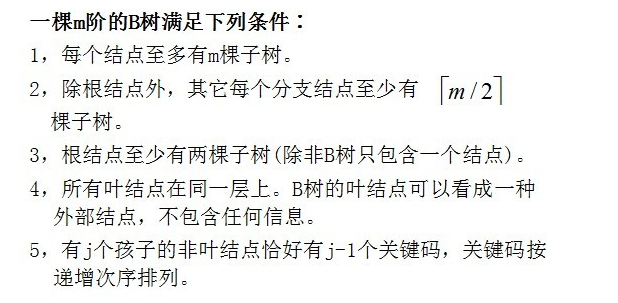 一棵m阶的B树满足下列条件：
1，每个结点至多有m棵子树。
2，除根结点外，其它每个分支结点至少有 ⌈m/2⌉
棵子树。
3，根结点至少有两棵子树(除非B树只包含一个结点)。
4，所有叶结点在同一层上。B树的叶结点可以看成一种
外部结点，不包含任何信息。
5，有j个孩子的非叶结点恰好有j-1个关键码，关键码按
递增次序排列。